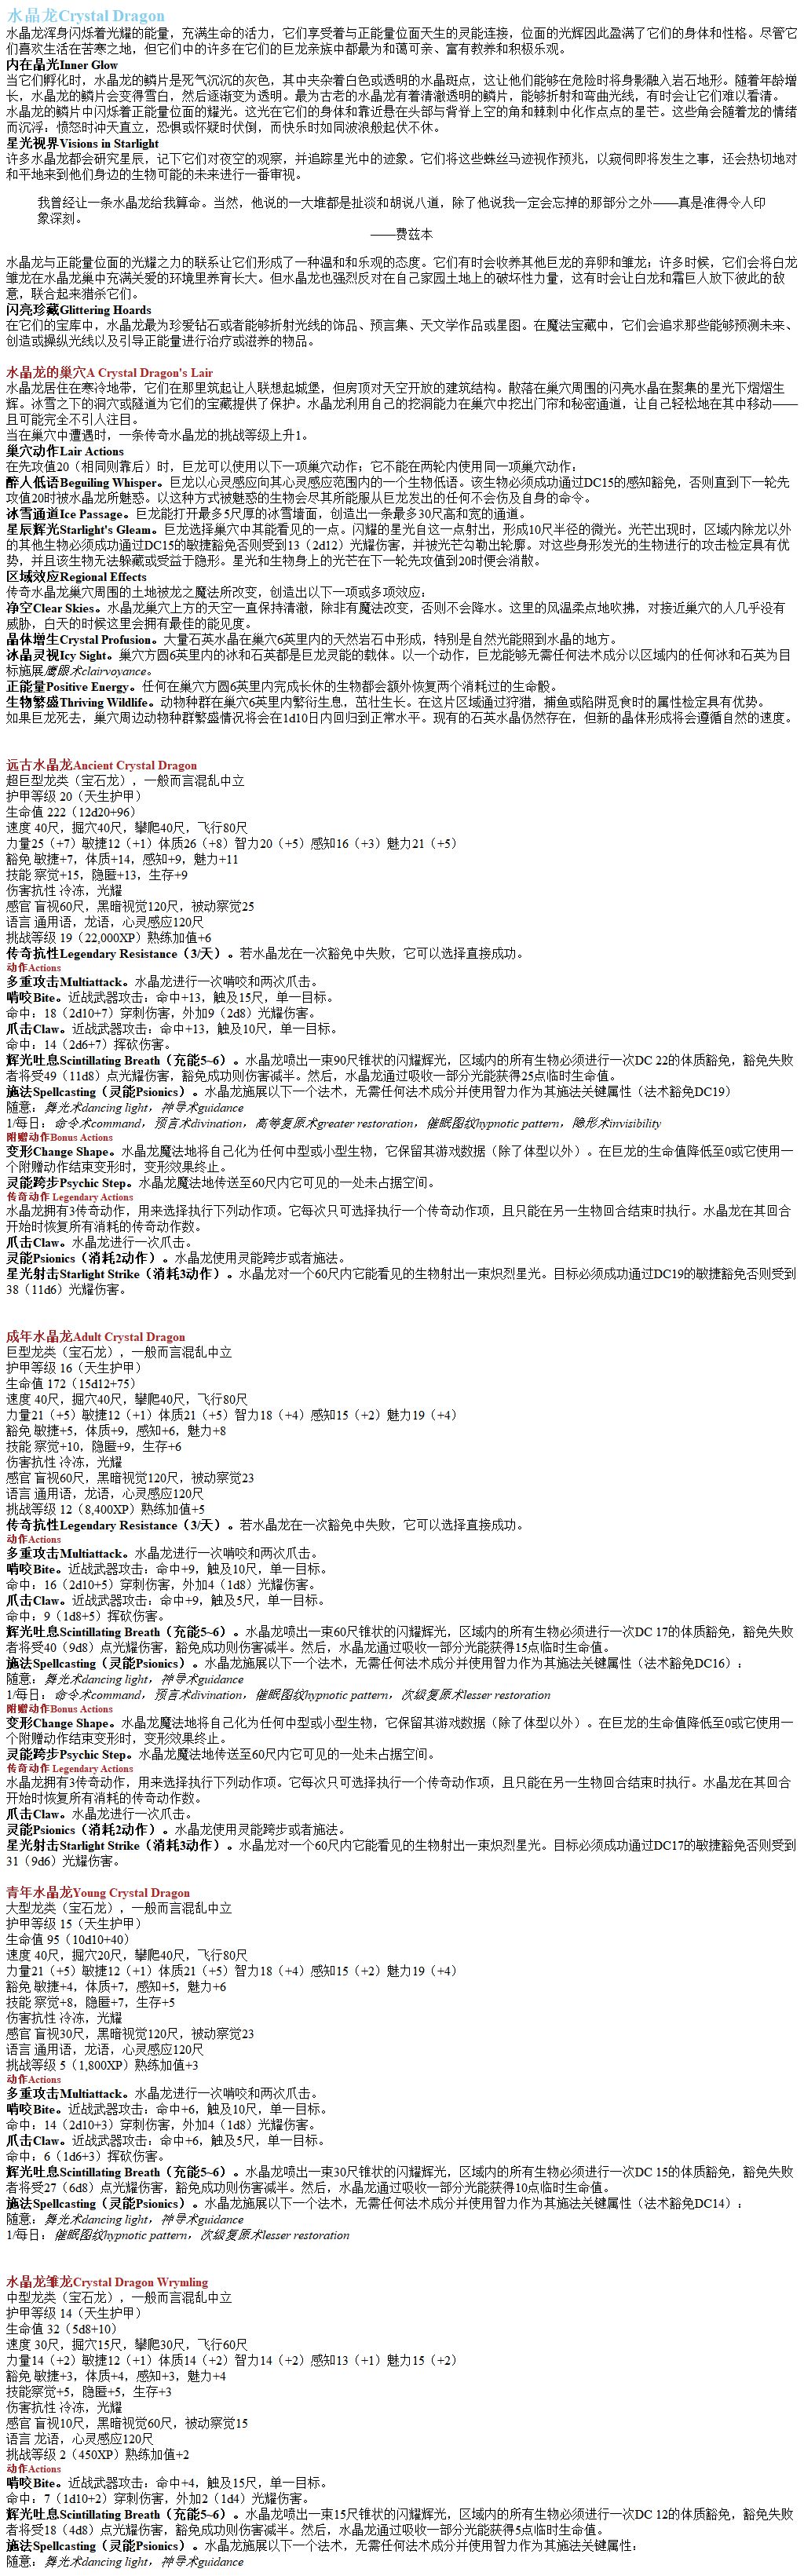 水晶龙Crystal Dragon
水晶龙浑身闪烁着光耀的能量，充满生命的活力，它们享受着与正能量位面天生的灵能连接，位面的光辉因此盈满了它们的身体和性格。尽管它
们喜欢生活在苦寒之地，但它们中的许多在它们的巨龙亲族中都最为和蔼可亲、富有教养和积极乐观。
内在晶光Inner Glow
当它们孵化时，水晶龙的鳞片是死气沉沉的灰色，其中夹杂着白色或透明的水晶斑点，这让他们能够在危险时将身影融入岩石地形。随着年龄增
长，水晶龙的鳞片会变得雪白，然后逐渐变为透明。最为古老的水晶龙有着清澈透明的鳞片，能够折射和弯曲光线，有时会让它们难以看清。
水晶龙的鳞片中闪烁着正能量位面的耀光。这光在它们的身体和靠近悬在头部与背脊上空的角和棘刺中化作点点的星芒。这些角会随着龙的情绪
而沉浮：愤怒时冲天直立，恐惧或怀疑时伏倒，而快乐时如同波浪般起伏不休。
星光视界Visions in Starlight
许多水晶龙都会研究星辰，记下它们对夜空的观察，并追踪星光中的迹象。它们将这些蛛丝马迹视作预兆，以窥伺即将发生之事，还会热切地对
和平地来到他们身边的生物可能的未来进行一番审视。
我曾经让一条水晶龙给我算命。当然，他说的一大堆都是扯淡和胡说八道，除了他说我一定会忘掉的那部分之外——真是准得令人印
象深刻。
——费兹本
水晶龙与正能量位面的光耀之力的联系让它们形成了一种温和和乐观的态度。它们有时会收养其他巨龙的弃卵和雏龙；许多时候，它们会将白龙
雏龙在水晶龙巢中充满关爱的环境里养育长大。但水晶龙也强烈反对在自己家园土地上的破坏性力量，这有时会让白龙和霜巨人放下彼此的敌
意，联合起来猎杀它们。
闪亮珍藏Glittering Hoards
在它们的宝库中，水晶龙最为珍爱钻石或者能够折射光线的饰品、预言集、天文学作品或星图。在魔法宝藏中，它们会追求那些能够预测未来、
创造或操纵光线以及引导正能量进行治疗或滋养的物品。
水晶龙的巢穴A Crystal Dragon's Lair
水晶龙居住在寒冷地带，它们在那里筑起让人联想起城堡，但房顶对天空开放的建筑结构。散落在巢穴周围的闪亮水晶在聚集的星光下熠熠生
辉。冰雪之下的洞穴或隧道为它们的宝藏提供了保护。水晶龙利用自己的挖洞能力在巢穴中挖出门帘和秘密通道，让自己轻松地在其中移动——
且可能完全不引人注目。
当在巢穴中遭遇时，一条传奇水晶龙的挑战等级上升1。
巢穴动作Lair Actions
在先攻值20（相同则靠后）时，巨龙可以使用以下一项巢穴动作；它不能在两轮内使用同一项巢穴动作：
醉人低语Beguiling Whisper。巨龙以心灵感应向其心灵感应范围内的一个生物低语。该生物必须成功通过DC15的感知豁免，否则直到下一轮先
攻值20时被水晶龙所魅惑。以这种方式被魅惑的生物会尽其所能服从巨龙发出的任何不会伤及自身的命令。
冰雪通道Ice Passage。巨龙能打开最多5尺厚的冰雪墙面，创造出一条最多30尺高和宽的通道。
星辰辉光Starlight's Gleam。巨龙选择巢穴中其能看见的一点。闪耀的星光自这一点射出，形成10尺半径的微光。光芒出现时，区域内除龙以外
的其他生物必须成功通过DC15的敏捷豁免否则受到13（2d12）光耀伤害，并被光芒勾勒出轮廓。对这些身形发光的生物进行的攻击检定具有优
势，并且该生物无法躲藏或受益于隐形。星光和生物身上的光芒在下一轮先攻值到20时便会消散。
区域效应Regional Effects
传奇水晶龙巢穴周围的土地被龙之魔法所改变，创造出以下一项或多项效应：
净空Clear Skies。水晶龙巢穴上方的天空一直保持清澈，除非有魔法改变，否则不会降水。这里的风温柔点地吹拂，对接近巢穴的人几乎没有
威胁，白天的时候这里会拥有最佳的能见度。
晶体增生Crystal Profusion。大量石英水晶在巢穴6英里内的天然岩石中形成，特别是自然光能照到水晶的地方。
冰晶灵视Icy Sight。巢穴方圆6英里内的冰和石英都是巨龙灵能的载体。以一个动作，巨龙能够无需任何法术成分以区域内的任何冰和石英为目
标施展鹰眼术clairvoyance。
正能量Positive Energy。任何在巢穴方圆6英里内完成长休的生物都会额外恢复两个消耗过的生命骰。
生物繁盛Thriving Wildlife。动物种群在巢穴6英里内繁衍生息，茁壮生长。在这片区域通过狩猎，捕鱼或陷阱觅食时的属性检定具有优势。
如果巨龙死去，巢穴周边动物种群繁盛情况将会在1d10日内回归到正常水平。现有的石英水晶仍然存在，但新的晶体形成将会遵循自然的速度。
远古水晶龙Ancient Crystal Dragon
超巨型龙类（宝石龙），一般而言混乱中立
护甲等级 20（天生护甲）
生命值 222（12d20+96）
速度 40尺，掘穴40尺，攀爬40尺，飞行80尺
力量25（+7）敏捷12（+1）体质26（+8）智力20（+5）感知16（+3）魅力21（+5）
豁免 敏捷+7，体质+14，感知+9，魅力+11
技能 察觉+15，隐匿+13，生存+9
伤害抗性 冷冻，光耀
感官 盲视60尺，黑暗视觉120尺，被动察觉25
语言 通用语，龙语，心灵感应120尺
挑战等级 19（22,000XP）熟练加值+6
传奇抗性Legendary Resistance（3/天）。若水晶龙在一次豁免中失败，它可以选择直接成功。
动作Actions
多重攻击Multiattack。水晶龙进行一次啃咬和两次爪击。
啃咬Bite。近战武器攻击：命中+13，触及15尺，单一目标。
命中：18（2d10+7）穿刺伤害，外加9（2d8）光耀伤害。
爪击Claw。近战武器攻击：命中+13，触及10尺，单一目标。
命中：14（2d6+7）挥砍伤害。
辉光吐息Scintillating Breath（充能5~6）。水晶龙喷出一束90尺锥状的闪耀辉光，区域内的所有生物必须进行一次DC 22的体质豁免，豁免失败
者将受49（11d8）点光耀伤害，豁免成功则伤害减半。然后，水晶龙通过吸收一部分光能获得25点临时生命值。
施法Spellcasting（灵能Psionics）。水晶龙施展以下一个法术，无需任何法术成分并使用智力作为其施法关键属性（法术豁免DC19）
随意：舞光术dancing light，神导术guidance
1/每日：命令术command，预言术divination，高等复原术greater restoration，催眠图纹hypnotic pattern，隐形术invisibility
附赠动作Bonus Actions
变形Change Shape。水晶龙魔法地将自己化为任何中型或小型生物，它保留其游戏数据（除了体型以外）。在巨龙的生命值降低至0或它使用一
个附赠动作结束变形时，变形效果终止。
灵能跨步Psychic Step。水晶龙魔法地传送至60尺内它可见的一处未占据空间。
传奇动作 Legendary Actions
水晶龙拥有3传奇动作，用来选择执行下列动作项。它每次只可选择执行一个传奇动作项，且只能在另一生物回合结束时执行。水晶龙在其回合
开始时恢复所有消耗的传奇动作数。
爪击Claw。水晶龙进行一次爪击。
灵能Psionics（消耗2动作）。水晶龙使用灵能跨步或者施法。
星光射击Starlight Strike（消耗3动作）。水晶龙对一个60尺内它能看见的生物射出一束炽烈星光。目标必须成功通过DC19的敏捷豁免否则受到
38（11d6）光耀伤害。
成年水晶龙Adult Crystal Dragon
巨型龙类（宝石龙），一般而言混乱中立
护甲等级 16（天生护甲）
生命值 172（15d12+75）
速度 40尺，掘穴40尺，攀爬40尺，飞行80尺
力量21（+5）敏捷12（+1）体质21（+5）智力18（+4）感知15（+2）魅力19（+4）
豁免 敏捷+5，体质+9，感知+6，魅力+8
技能 察觉+10，隐匿+9，生存+6
伤害抗性 冷冻，光耀
感官 盲视60尺，黑暗视觉120尺，被动察觉23
语言 通用语，龙语，心灵感应120尺
挑战等级 12（8,400XP）熟练加值+5
传奇抗性Legendary Resistance（3/天）。若水晶龙在一次豁免中失败，它可以选择直接成功。
动作Actions
多重攻击Multiattack。水晶龙进行一次啃咬和两次爪击。
啃咬Bite。近战武器攻击：命中+9，触及10尺，单一目标。
命中：16（2d10+5）穿刺伤害，外加4（1d8）光耀伤害。
爪击Claw。近战武器攻击：命中+9，触及5尺，单一目标。
命中：9（1d8+5）挥砍伤害。
辉光吐息Scintillating Breath（充能5~6）。水晶龙喷出一束60尺锥状的闪耀辉光，区域内的所有生物必须进行一次DC 17的体质豁免，豁免失败
者将受40（9d8）点光耀伤害，豁免成功则伤害减半。然后，水晶龙通过吸收一部分光能获得15点临时生命值。
施法Spellcasting（灵能Psionics）。水晶龙施展以下一个法术，无需任何法术成分并使用智力作为其施法关键属性（法术豁免DC16）：
随意：舞光术dancing light，神导术guidance
1/每日：命令术command，预言术divination，催眠图纹hypnotic pattern，次级复原术lesser restoration
附赠动作Bonus Actions
变形Change Shape。水晶龙魔法地将自己化为任何中型或小型生物，它保留其游戏数据（除了体型以外）。在巨龙的生命值降低至0或它使用一
个附赠动作结束变形时，变形效果终止。
灵能跨步Psychic Step。水晶龙魔法地传送至60尺内它可见的一处未占据空间。
传奇动作 Legendary Actions
水晶龙拥有3传奇动作，用来选择执行下列动作项。它每次只可选择执行一个传奇动作项，且只能在另一生物回合结束时执行。水晶龙在其回合
开始时恢复所有消耗的传奇动作数。
爪击Claw。水晶龙进行一次爪击。
灵能Psionics（消耗2动作）。水晶龙使用灵能跨步或者施法。
星光射击Starlight Strike（消耗3动作）。水晶龙对一个60尺内它能看见的生物射出一束炽烈星光。目标必须成功通过DC17的敏捷豁免否则受到
31（9d6）光耀伤害。
青年水晶龙Young Crystal Dragon
大型龙类（宝石龙），一般而言混乱中立
护甲等级 15（天生护甲）
生命值 95（10d10+40）
速度 40尺，掘穴20尺，攀爬40尺，飞行80尺
力量21（+5）敏捷12（+1）体质21（+5）智力18（+4）感知15（+2）魅力19（+4）
豁免 敏捷+4，体质+7，感知+5，魅力+6
技能 察觉+8，隐匿+7，生存+5
伤害抗性 冷冻，光耀
感官 盲视30尺，黑暗视觉120尺，被动察觉23
语言 通用语，龙语，心灵感应120尺
挑战等级 5（1,800XP）熟练加值+3
动作Actions
多重攻击Multiattack。水晶龙进行一次啃咬和两次爪击。
啃咬Bite。近战武器攻击：命中+6，触及10尺，单一目标。
命中：14（2d10+3）穿刺伤害，外加4（1d8）光耀伤害。
爪击Claw。近战武器攻击：命中+6，触及5尺，单一目标。
命中：6（1d6+3）挥砍伤害。
辉光吐息Scintillating Breath（充能5~6）。水晶龙喷出一束30尺锥状的闪耀辉光，区域内的所有生物必须进行一次DC 15的体质豁免，豁免失败
者将受27（6d8）点光耀伤害，豁免成功则伤害减半。然后，水晶龙通过吸收一部分光能获得10点临时生命值。
施法Spellcasting（灵能Psionics）。水晶龙施展以下一个法术，无需任何法术成分并使用智力作为其施法关键属性（法术豁免DC14）：
随意：舞光术dancing light，神导术guidance
1/每日：催眠图纹hypnotic pattern，次级复原术lesser restoration
水晶龙雏龙Crystal Dragon Wrymling
中型龙类（宝石龙），一般而言混乱中立
护甲等级 14（天生护甲）
生命值 32（5d8+10）
速度 30尺，掘穴15尺，攀爬30尺，飞行60尺
力量14（+2）敏捷12（+1）体质14（+2）智力14（+2）感知13（+1）魅力15（+2）
豁免 敏捷+3，体质+4，感知+3，魅力+4
技能察觉+5，隐匿+5，生存+3
伤害抗性 冷冻，光耀
感官 盲视10尺，黑暗视觉60尺，被动察觉15
语言 龙语，心灵感应120尺
挑战等级 2（450XP）熟练加值+2
动作Actions
啃咬Bite。近战武器攻击：命中+4，触及15尺，单一目标。
命中：7（1d10+2）穿刺伤害，外加2（1d4）光耀伤害。
辉光吐息Scintillating Breath（充能5~6）。水晶龙喷出一束15尺锥状的闪耀辉光，区域内的所有生物必须进行一次DC 12的体质豁免，豁免失败
者将受18（4d8）点光耀伤害，豁免成功则伤害减半。然后，水晶龙通过吸收一部分光能获得5点临时生命值。
施法Spellcasting（灵能Psionics）。水晶龙施展以下一个法术，无需任何法术成分并使用智力作为其施法关键属性：
随意：舞光术dancing light，神导术guidance